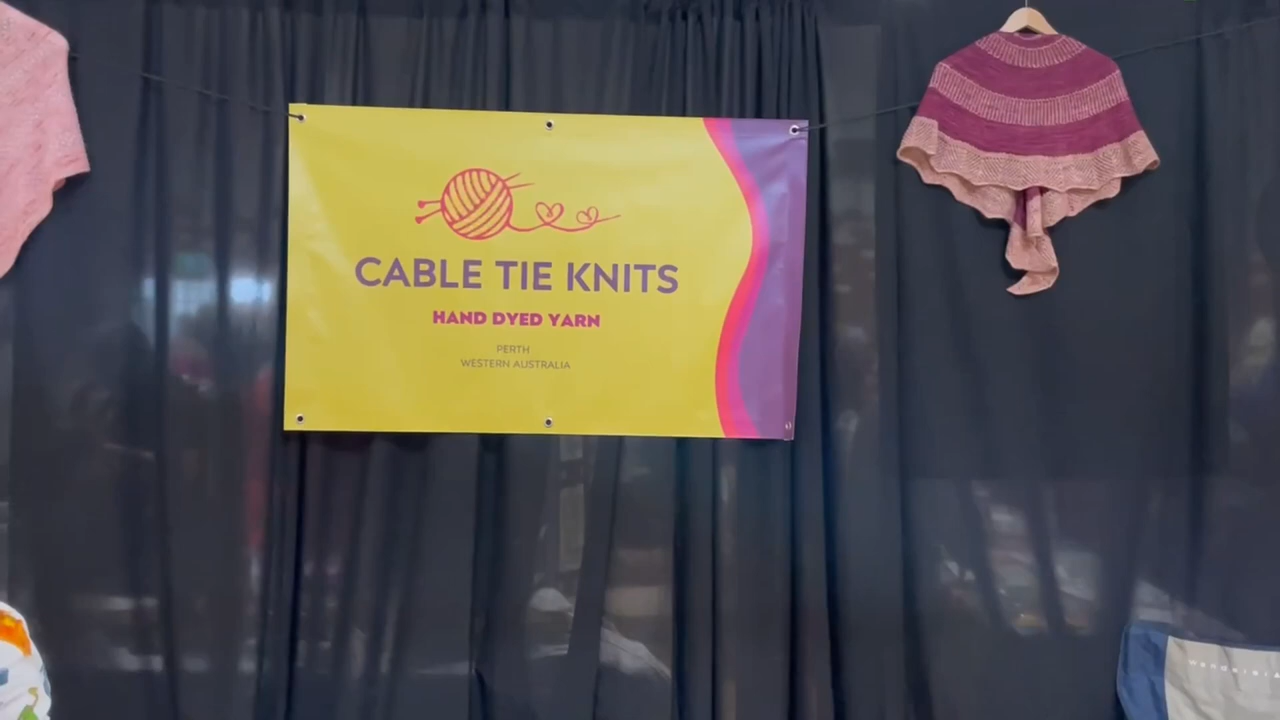 CABLE TIE KNITS
HAND DYED YARN
PERTH
WESTERN AUSTRALIA